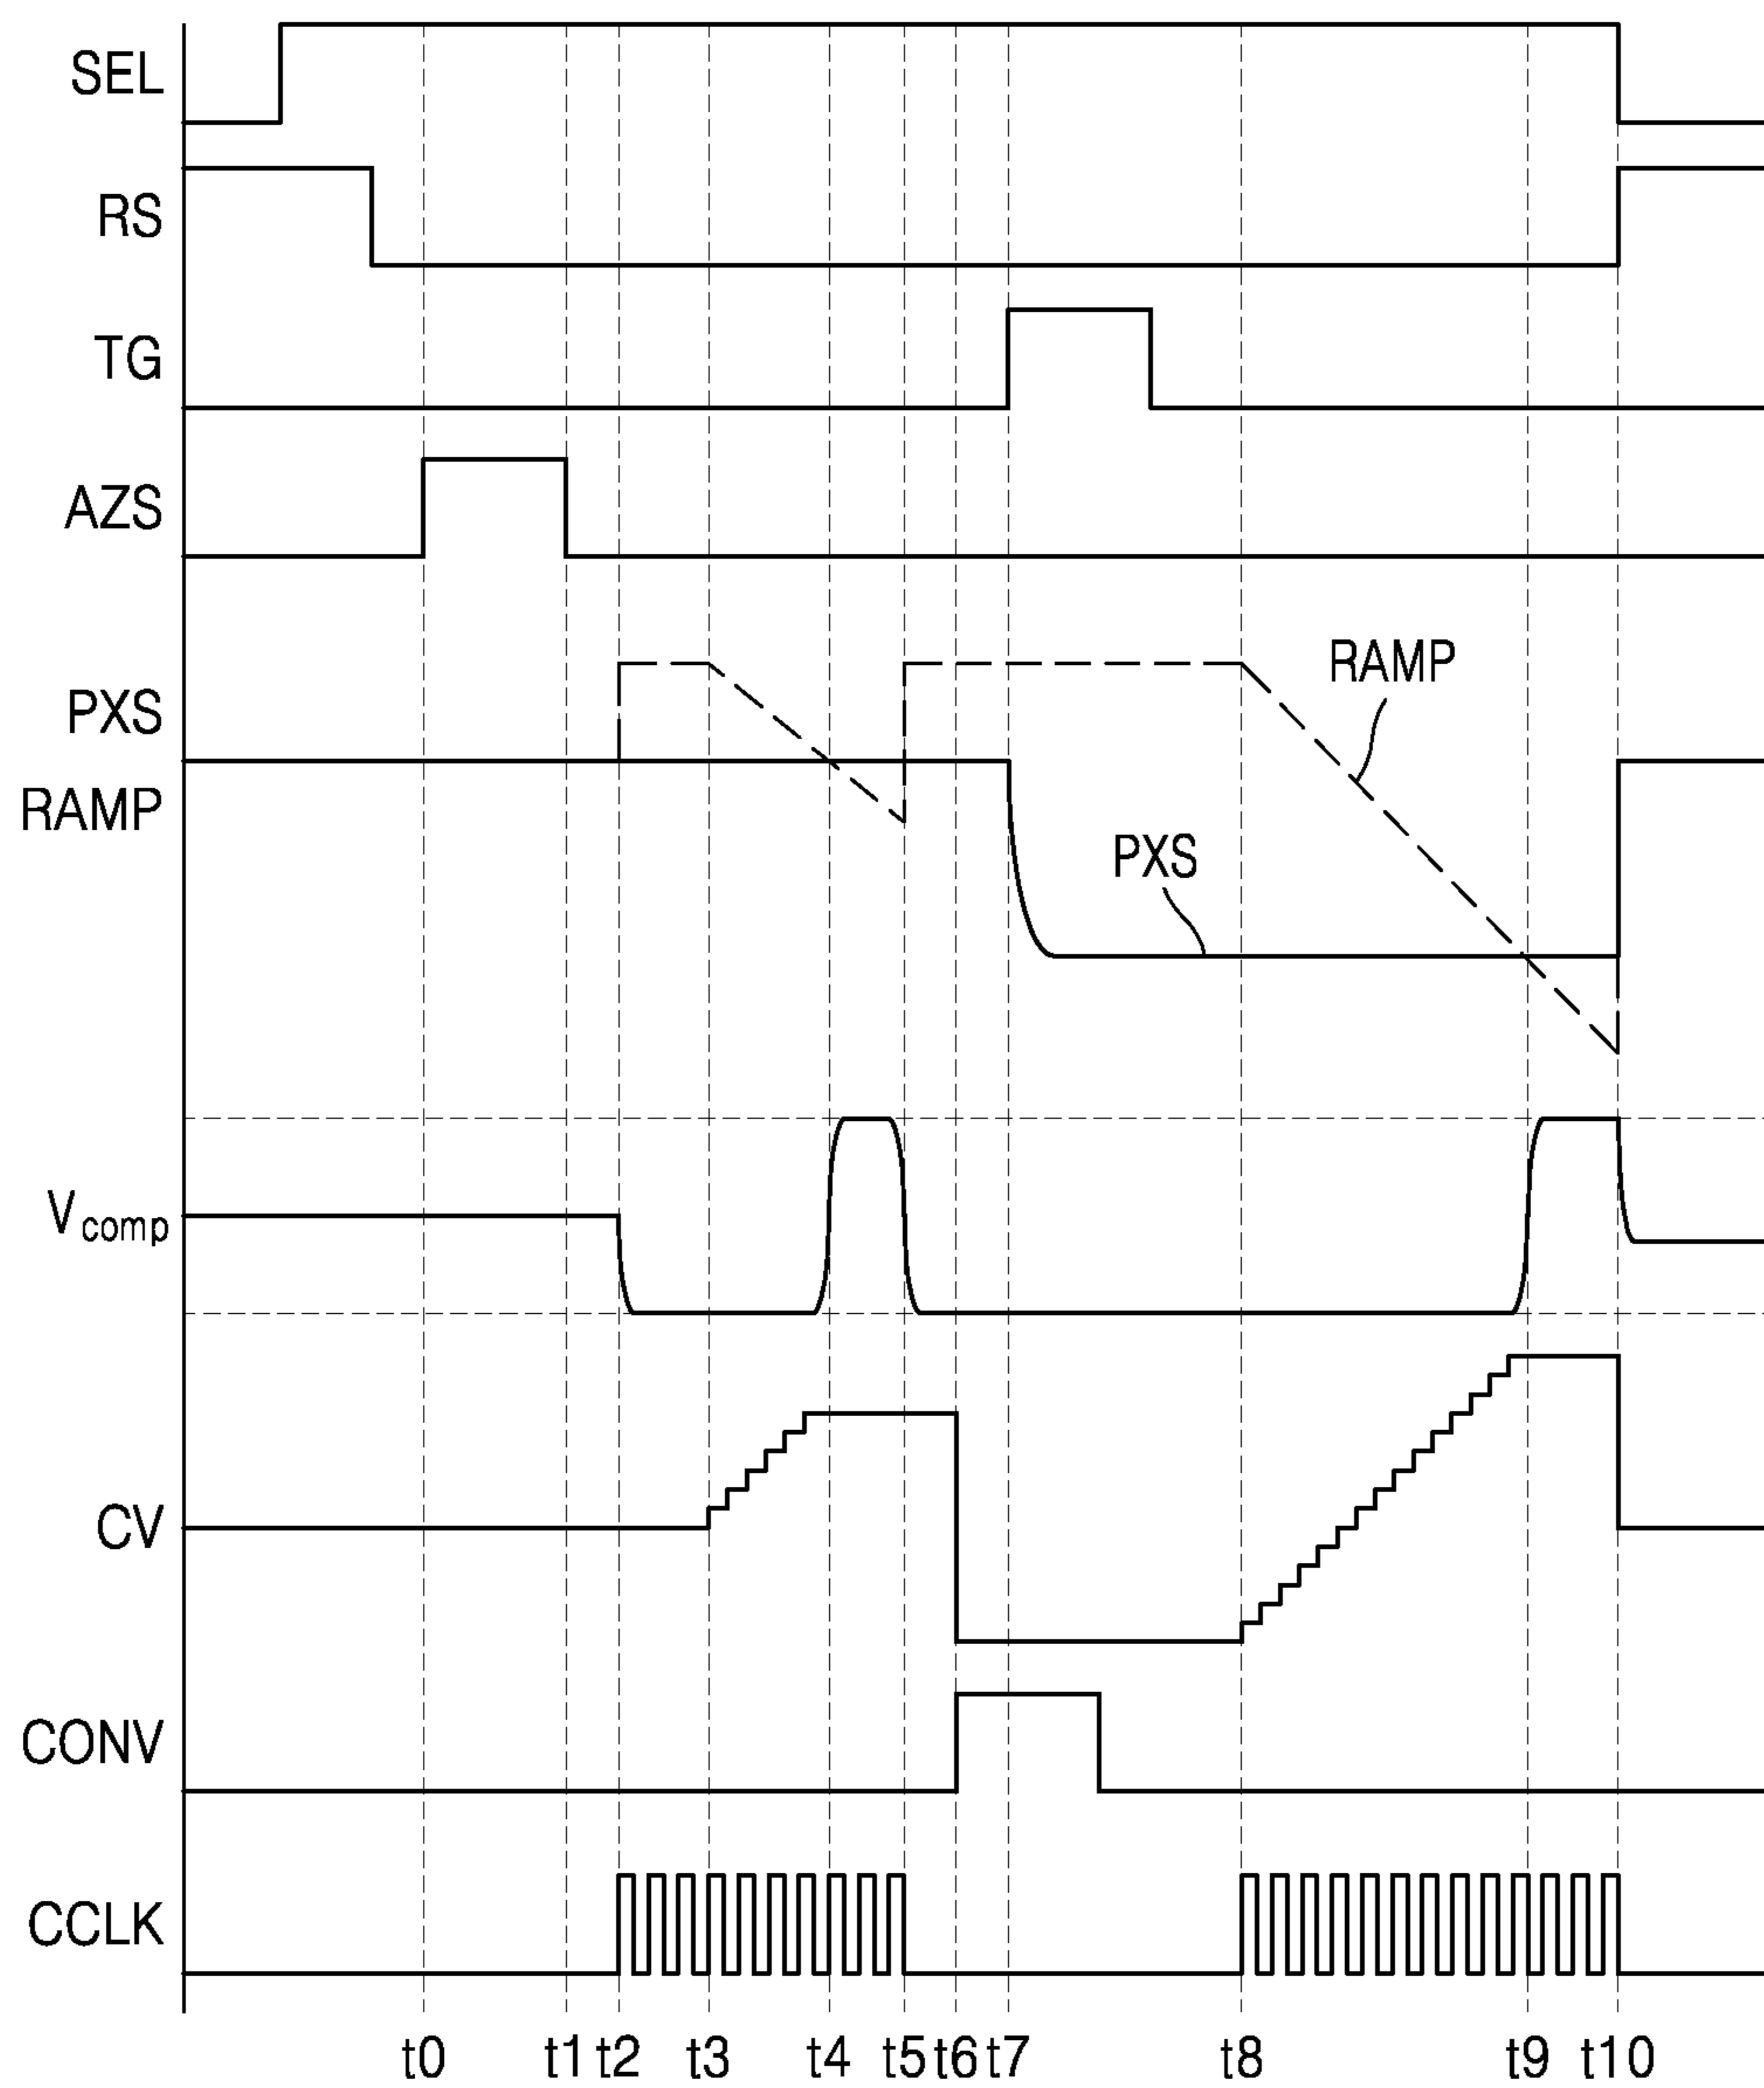 SEL
RS
TG
AZS
RAMP
PXS
RAMP
PXS
Vcomp
CV
CONV
CCLK
t0 t1 t2 t3 t4 t5 t6 t7 t8 t9 t10